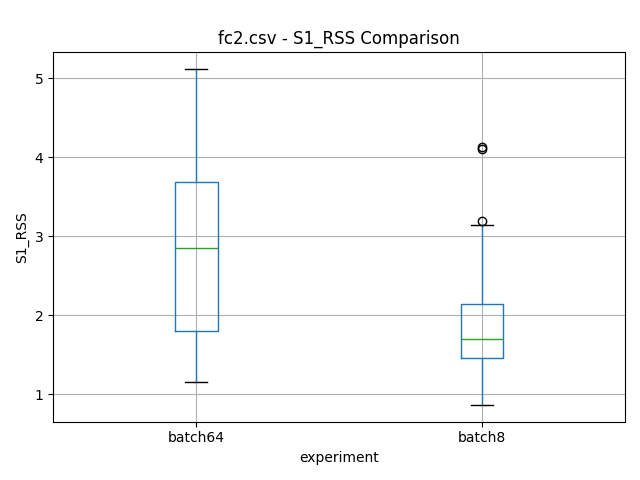 fc2.csv - S1_RSS Comparison
5
4
3
2
1
S1_RSS
batch64 batch8
experiment